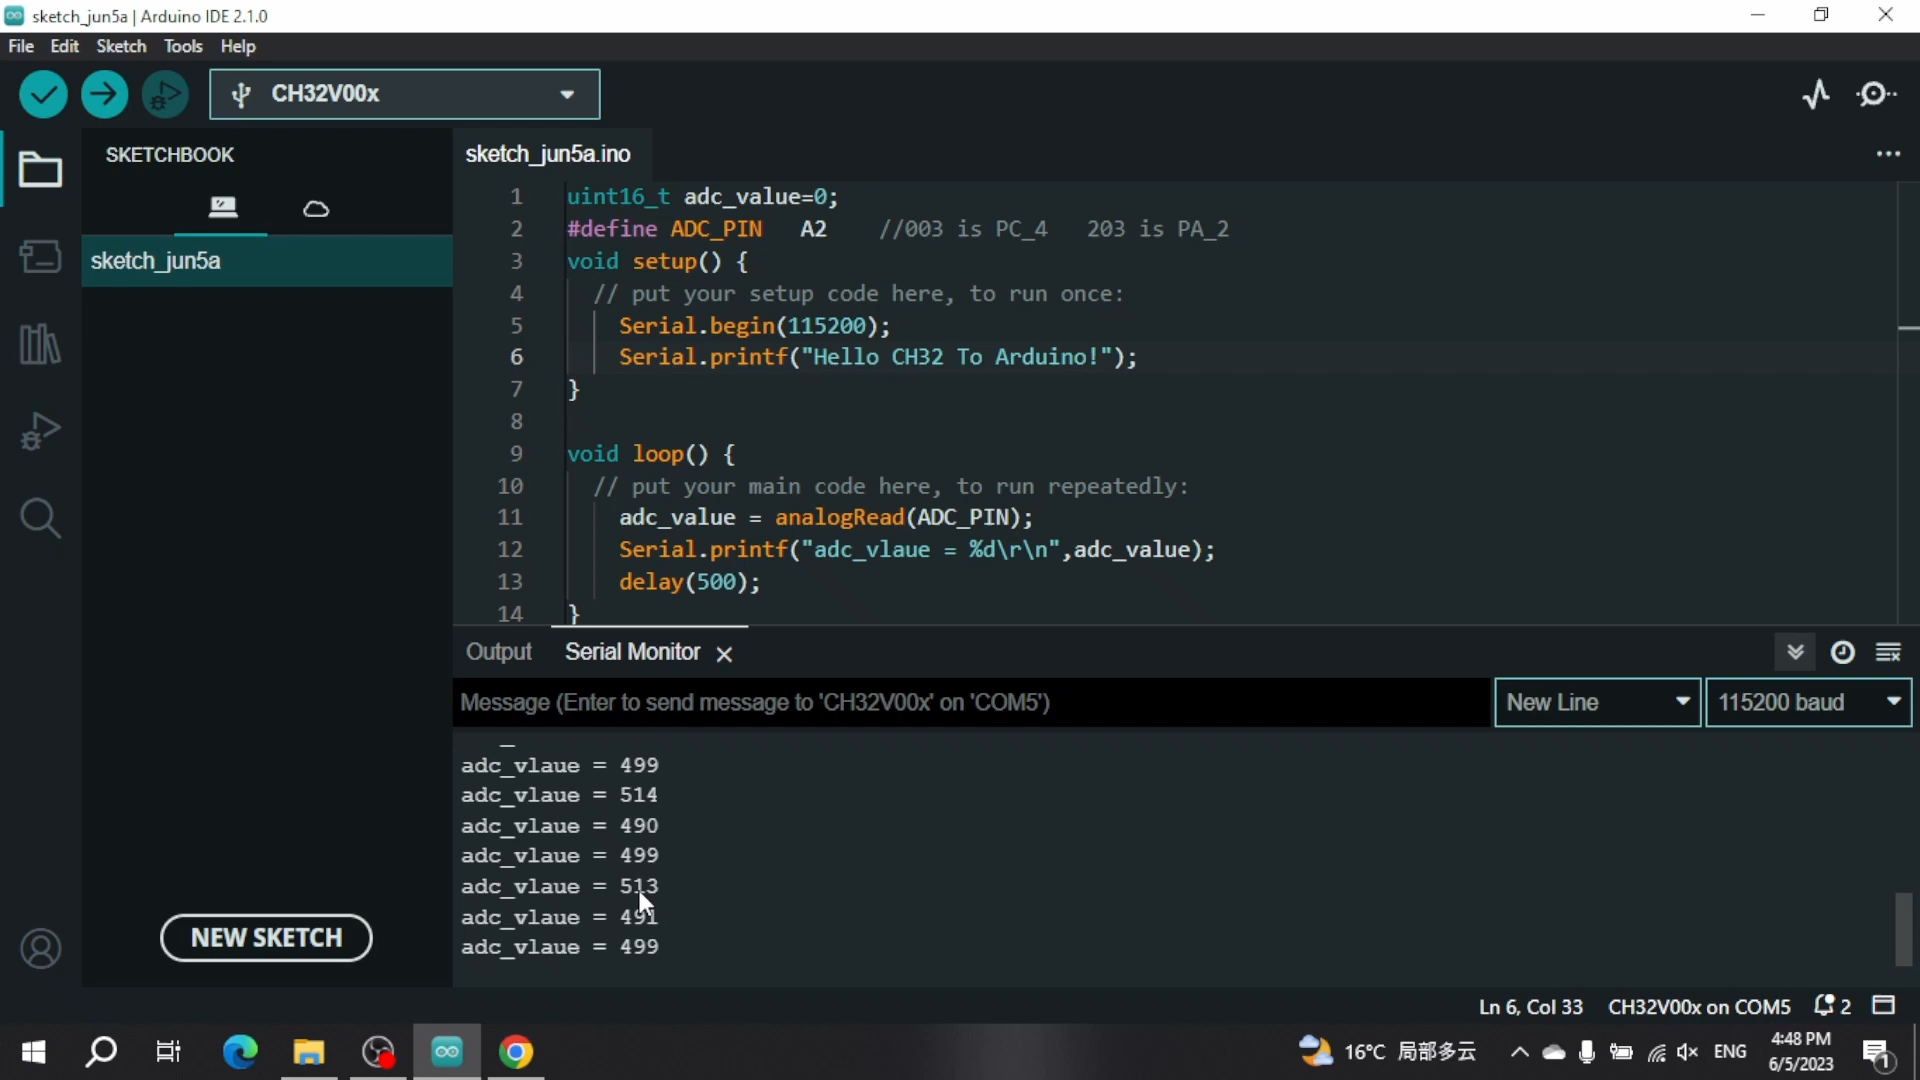 sketch_jun5a | Arduino IDE 2.1.0
File Edit Sketch Tools Help
CH32V00x
SKETCHBOOK
sketch_jun5a
NEW SKETCH
sketch_jun5a.ino
1 uint16_t adc_value=0;
2 #define ADC_PIN   A2    //003 is PC_4   203 is PA_2
3 void setup() {
4   // put your setup code here, to run once:
5     Serial.begin(115200);
6     Serial.printf("Hello CH32 To Arduino!");
7 }
8
9 void loop() {
10   // put your main code here, to run repeatedly:
11     adc_value = analogRead(ADC_PIN);
12     Serial.printf("adc_vlaue = %d\r\n",adc_value);
13     delay(500);
14 }
Output Serial Monitor
Message (Enter to send message to 'CH32V00x' on 'COM5') New Line 115200 baud
adc_vlaue = 499
adc_vlaue = 514
adc_vlaue = 490
adc_vlaue = 499
adc_vlaue = 513
adc_vlaue = 491
adc_vlaue = 499
Ln 6, Col 33 CH32V00x on COM5 2
16°C 局部多云 ENG 4:48 PM
6/5/2023 1